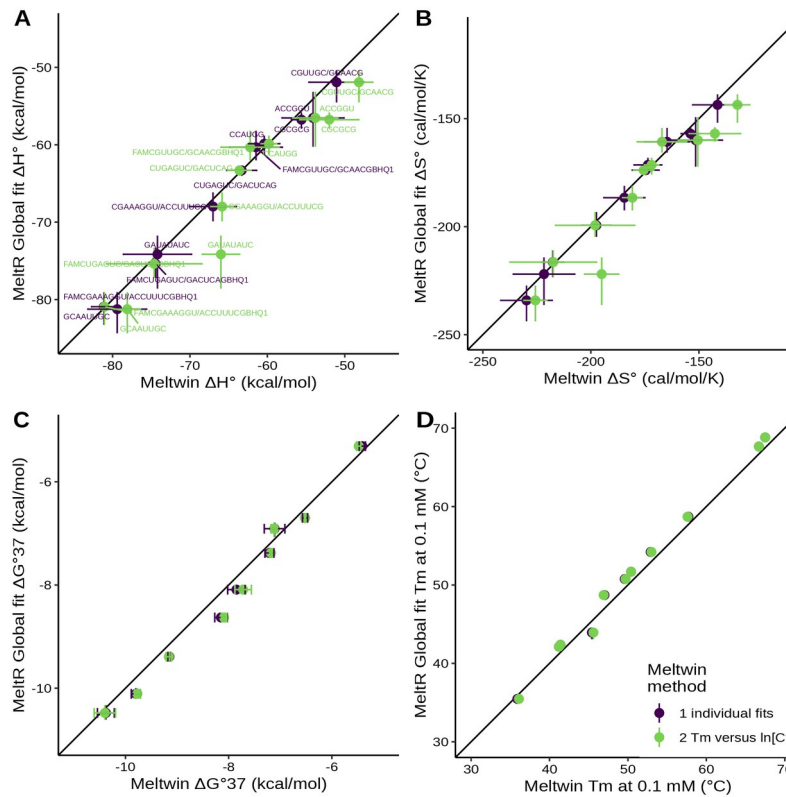 A
MeltR Global fit ΔH° (kcal/mol)
-50
-60
-70
-80
CGUUGC/GCAACG
CGUUGC/GCAACG
ACCGGU
ACCGGU
CGCGCG
CGCGCG
CCAUGG
CCAUGG
FAMCGUUGC/GCAACGBHQ1
FAMCGUUGC/GCAACGBHQ1
CUGAGUC/GACUCAG
CUGAGUC/GACUCAG
CGAAAGGU/ACCUUUCG
CGAAAGGU/ACCUUUCG
GAUAUAUC
GAUAUAUC
FAMCUGAGUC/GACUCAGBHQ1
FAMCUGAGUC/GACUCAGBHQ1
FAMCGAAAGGU/ACCUUUCGBHQ1
FAMCGAAAGGU/ACCUUUCGBHQ1
GCAAUUGC
GCAAUUGC
-80
-70
-60
-50
Meltwin ΔH° (kcal/mol)
B
MeltR Global fit ΔS° (cal/mol/K)
-150
-200
-250
-250
-200
-150
Meltwin ΔS° (cal/mol/K)
C
MeltR Global fit ΔG°37 (kcal/mol)
-6
-8
-10
-10
-8
-6
Meltwin ΔG°37 (kcal/mol)
D
MeltR Global fit Tm at 0.1 mM (°C)
70
60
50
40
30
Meltwin
method
1 individual fits
2 Tm versus ln[C
30
40
50
60
70
Meltwin Tm at 0.1 mM (°C)